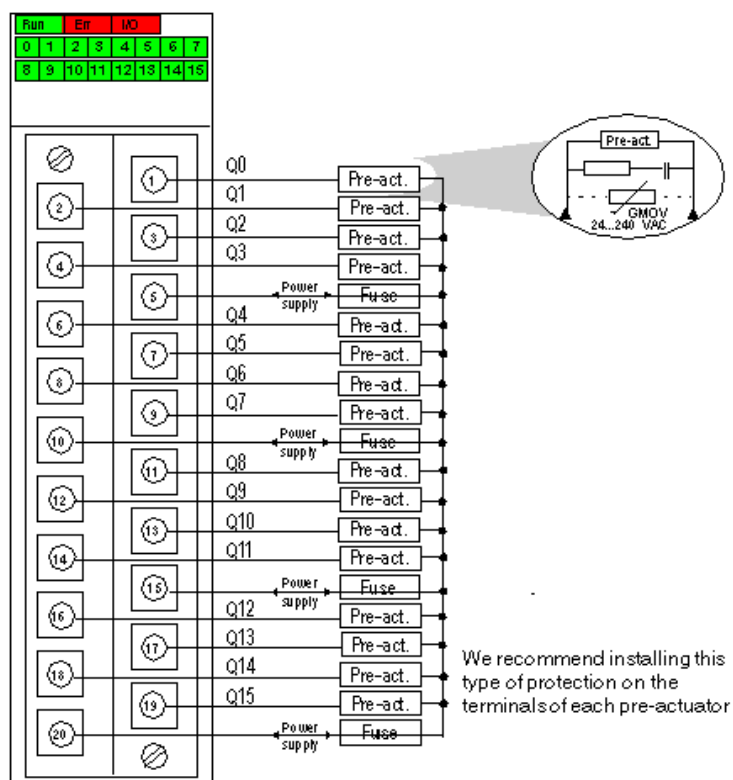 Run Err I/O
0 1 2 3 4 5 6 7
8 9 10 11 12 13 14 15
1 Q0 Pre-act.
2 Q1 Pre-act.
3 Q2 Pre-act.
4 Q3 Pre-act.
5 Power supply Fuse
6 Q4 Pre-act.
7 Q5 Pre-act.
8 Q6 Pre-act.
9 Q7 Pre-act.
10 Power supply Fuse
11 Q8 Pre-act.
12 Q9 Pre-act.
13 Q10 Pre-act.
14 Q11 Pre-act.
15 Power supply Fuse
16 Q12 Pre-act.
17 Q13 Pre-act.
18 Q14 Pre-act.
19 Q15 Pre-act.
20 Power supply Fuse
Pre-act.
GMOV
24...240 VAC
We recommend installing this
type of protection on the
terminals of each pre-actuator